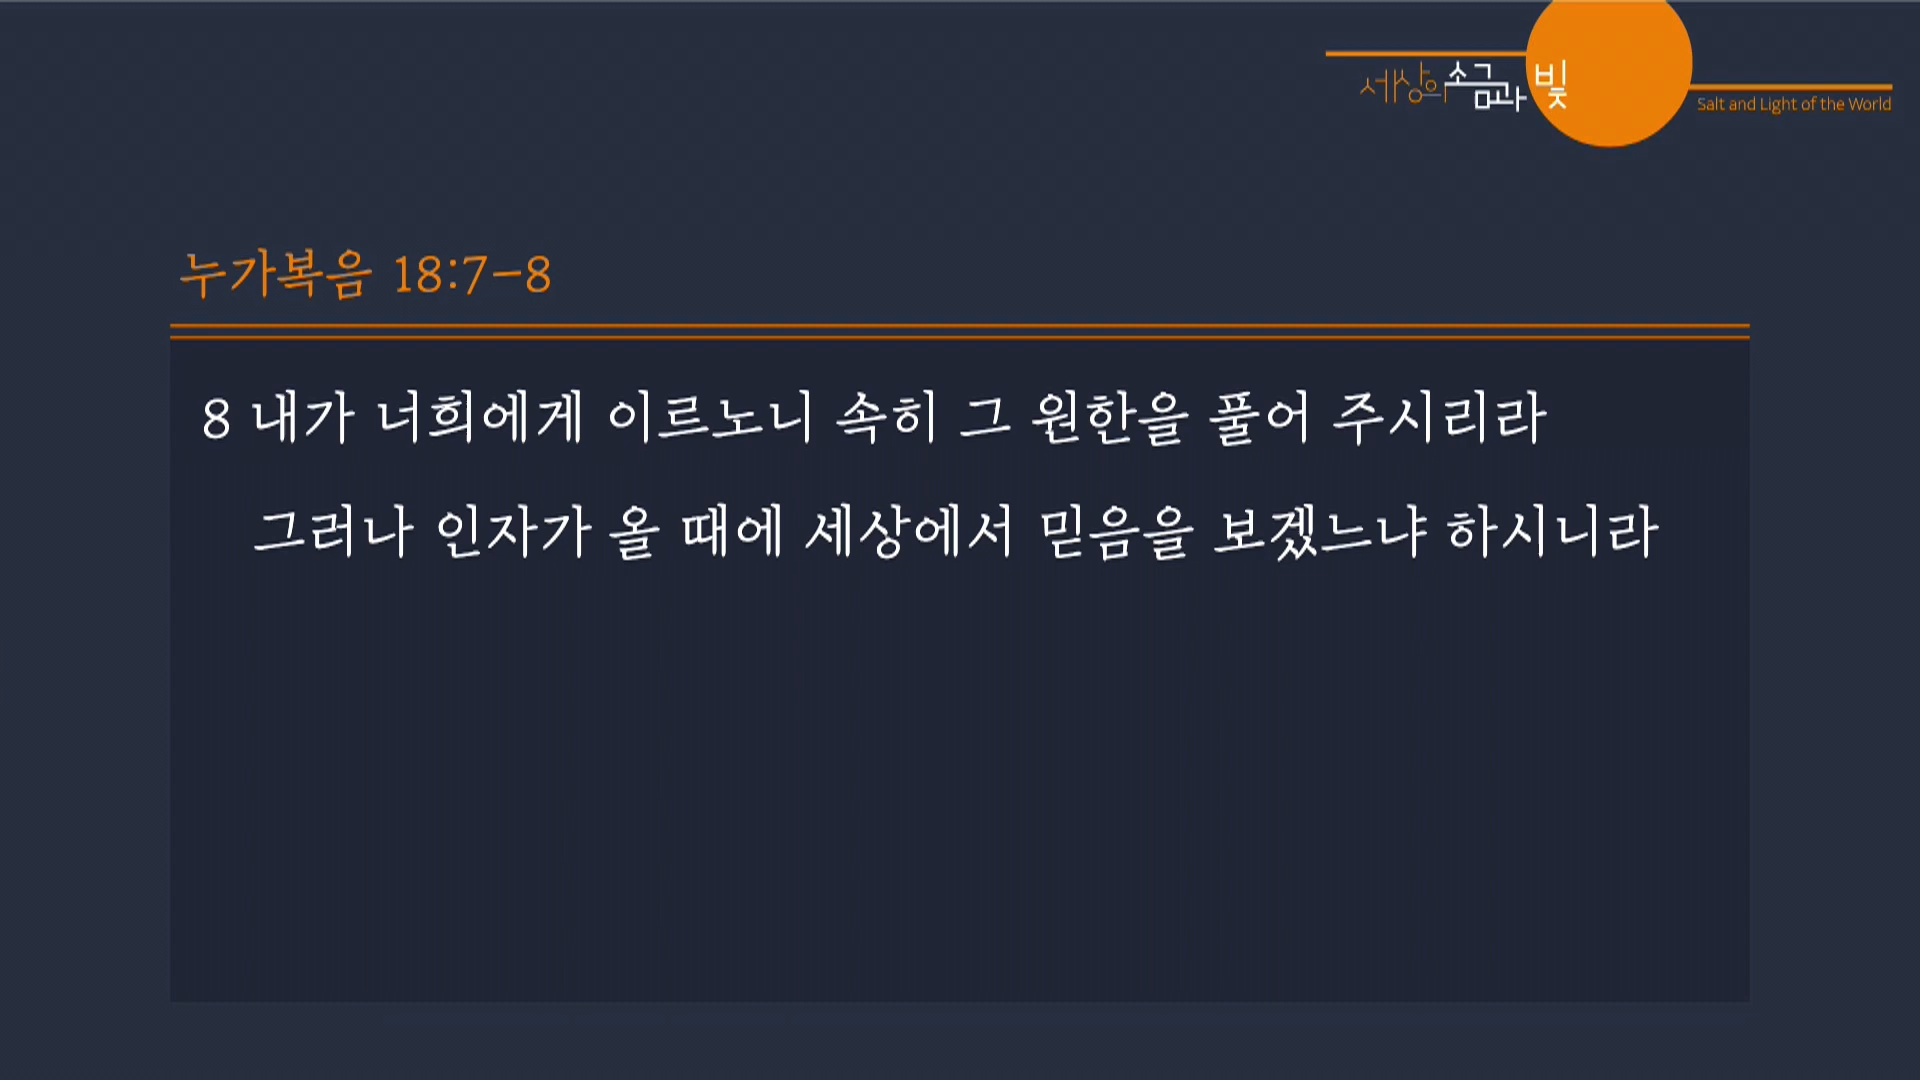 세상의 소금과 빛
Salt and Light of the World
누가복음 18:7-8
8 내가 너희에게 이르노니 속히 그 원한을 풀어 주시리라
그러나 인자가 올 때에 세상에서 믿음을 보겠느냐 하시니라